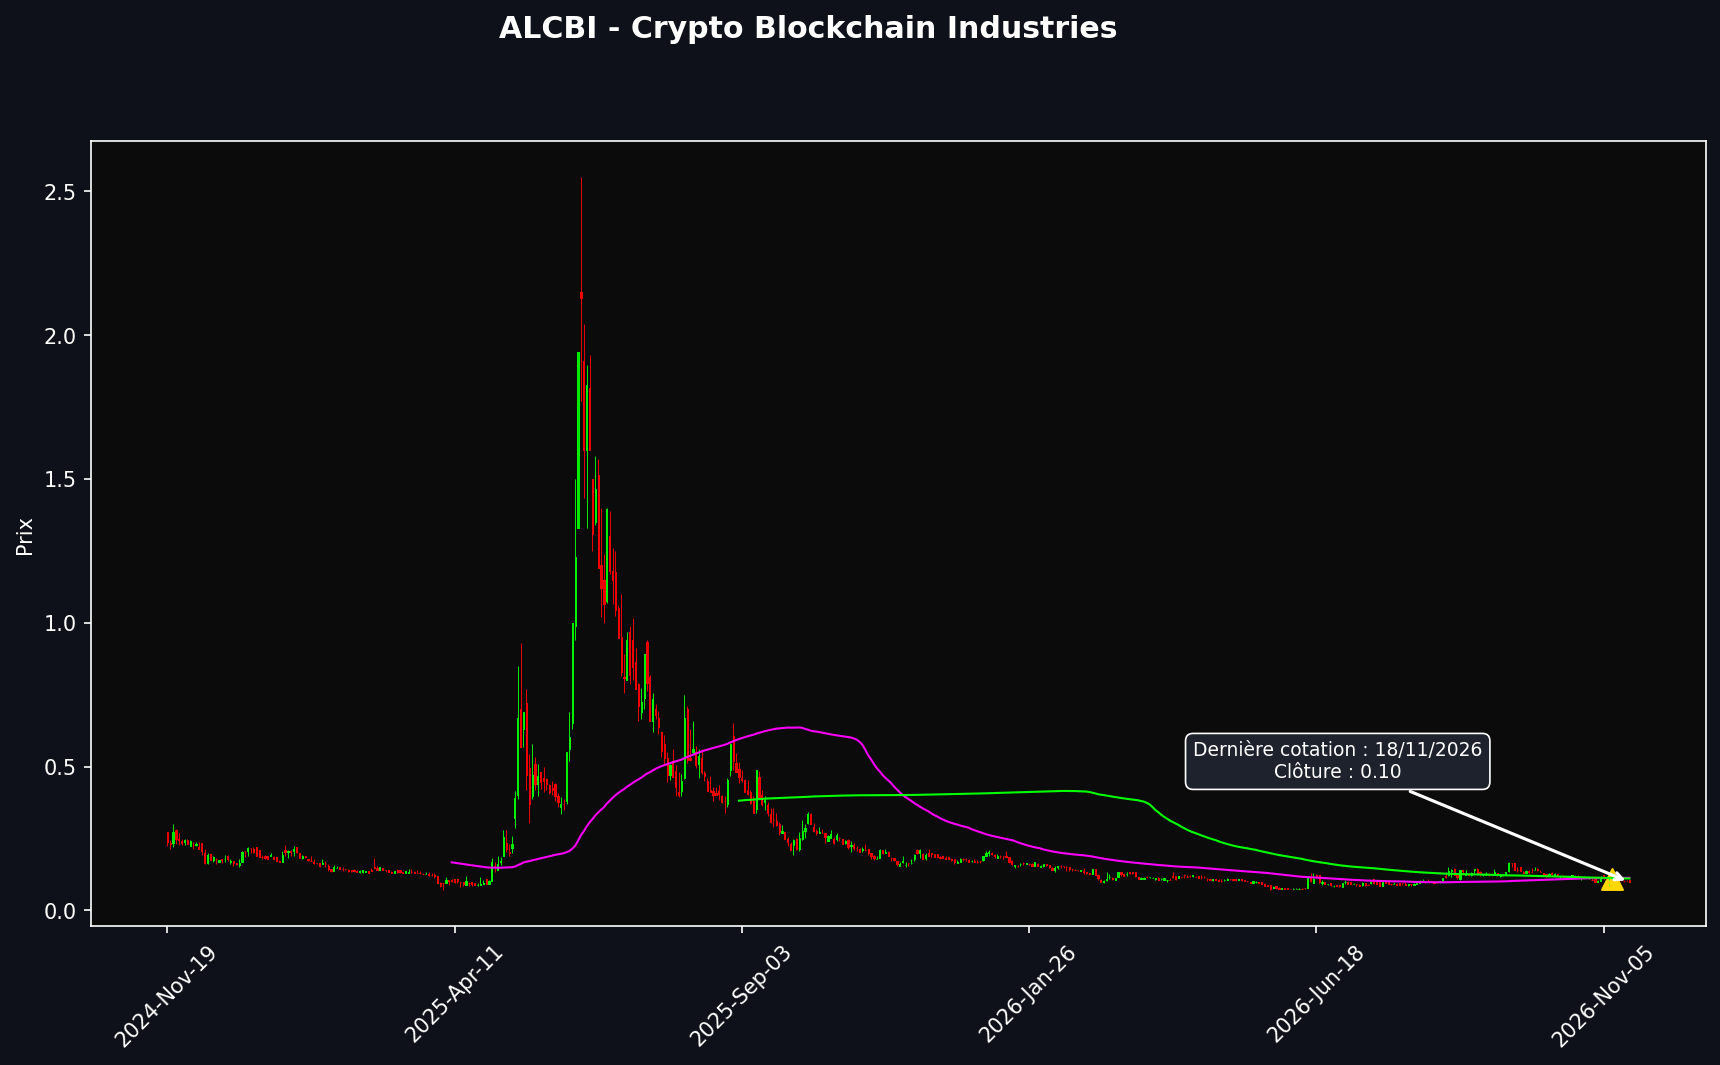 ALCBI - Crypto Blockchain Industries
Prix
2.5
2.0
1.5
1.0
0.5
0.0
Dernière cotation : 18/11/2026
Clôture : 0.10
2024-Nov-19
2025-Apr-11
2025-Sep-03
2026-Jan-26
2026-Jun-18
2026-Nov-05